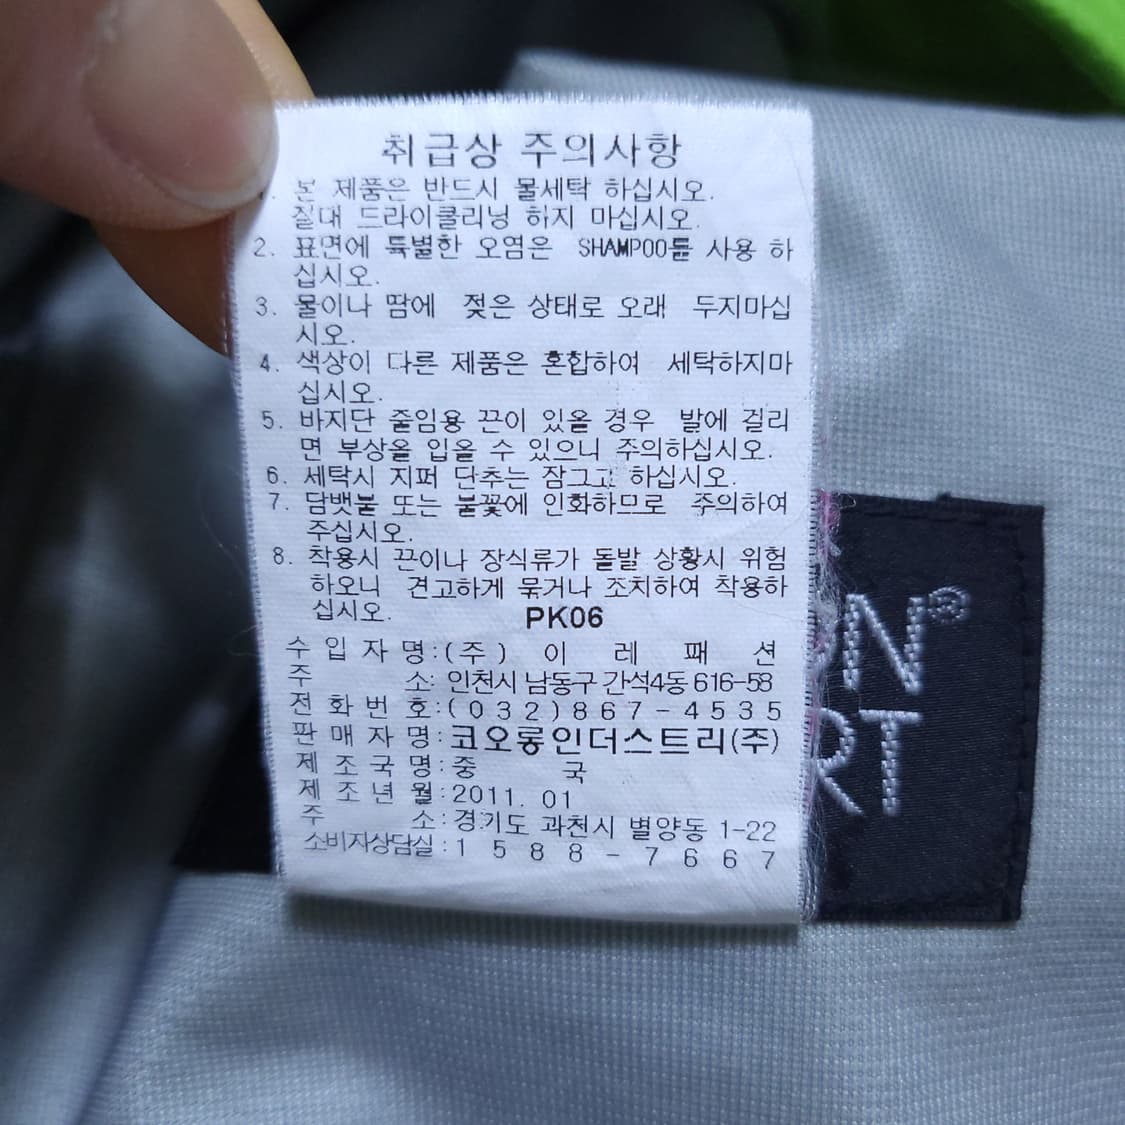 취급상 주의사항
1. 본 제품은 반드시 물세탁 하십시오.
절대 드라이쿨리닝 하지 마십시오.
2. 표면에 특별한 오염은 SHAMPOO를 사용 하
십시오.
3. 물이나 땀에 젖은 상태로 오래 두지마십
시오.
4. 색상이 다른 제품은 혼합하여 세탁하지마
십시오.
5. 바지단 줄임용 끈이 있을 경우 발에 걸리
면 부상을 입을 수 있으니 주의하십시오.
6. 세탁시 지퍼 단추는 잠그고 하십시오.
7. 담뱃불 또는 불꽃에 인화하므로 주의하여
주십시오.
8. 착용시 끈이나 장식류가 돌발 상황시 위험
하오니 견고하게 묶거나 조치하여 착용하
십시오. PK06
수입자명:(주) 이레패션
주 소: 인천시 남동구 간석4동 616-58
전화번호:(032)867-4535
판매자명:코오롱인더스트리(주)
제조국명:중 국
제조년월:2011. 01
주 소:경기도 과천시 별양동 1-22
소비자상담실:1588-7667
ON®
RT